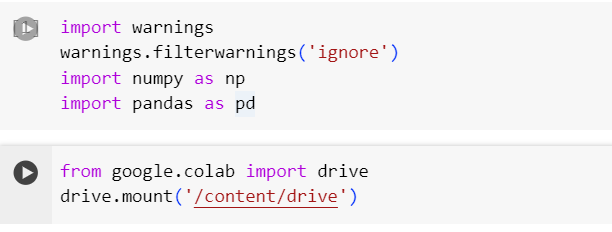 import warnings
warnings.filterwarnings('ignore')
import numpy as np
import pandas as pd
from google.colab import drive
drive.mount('/content/drive')